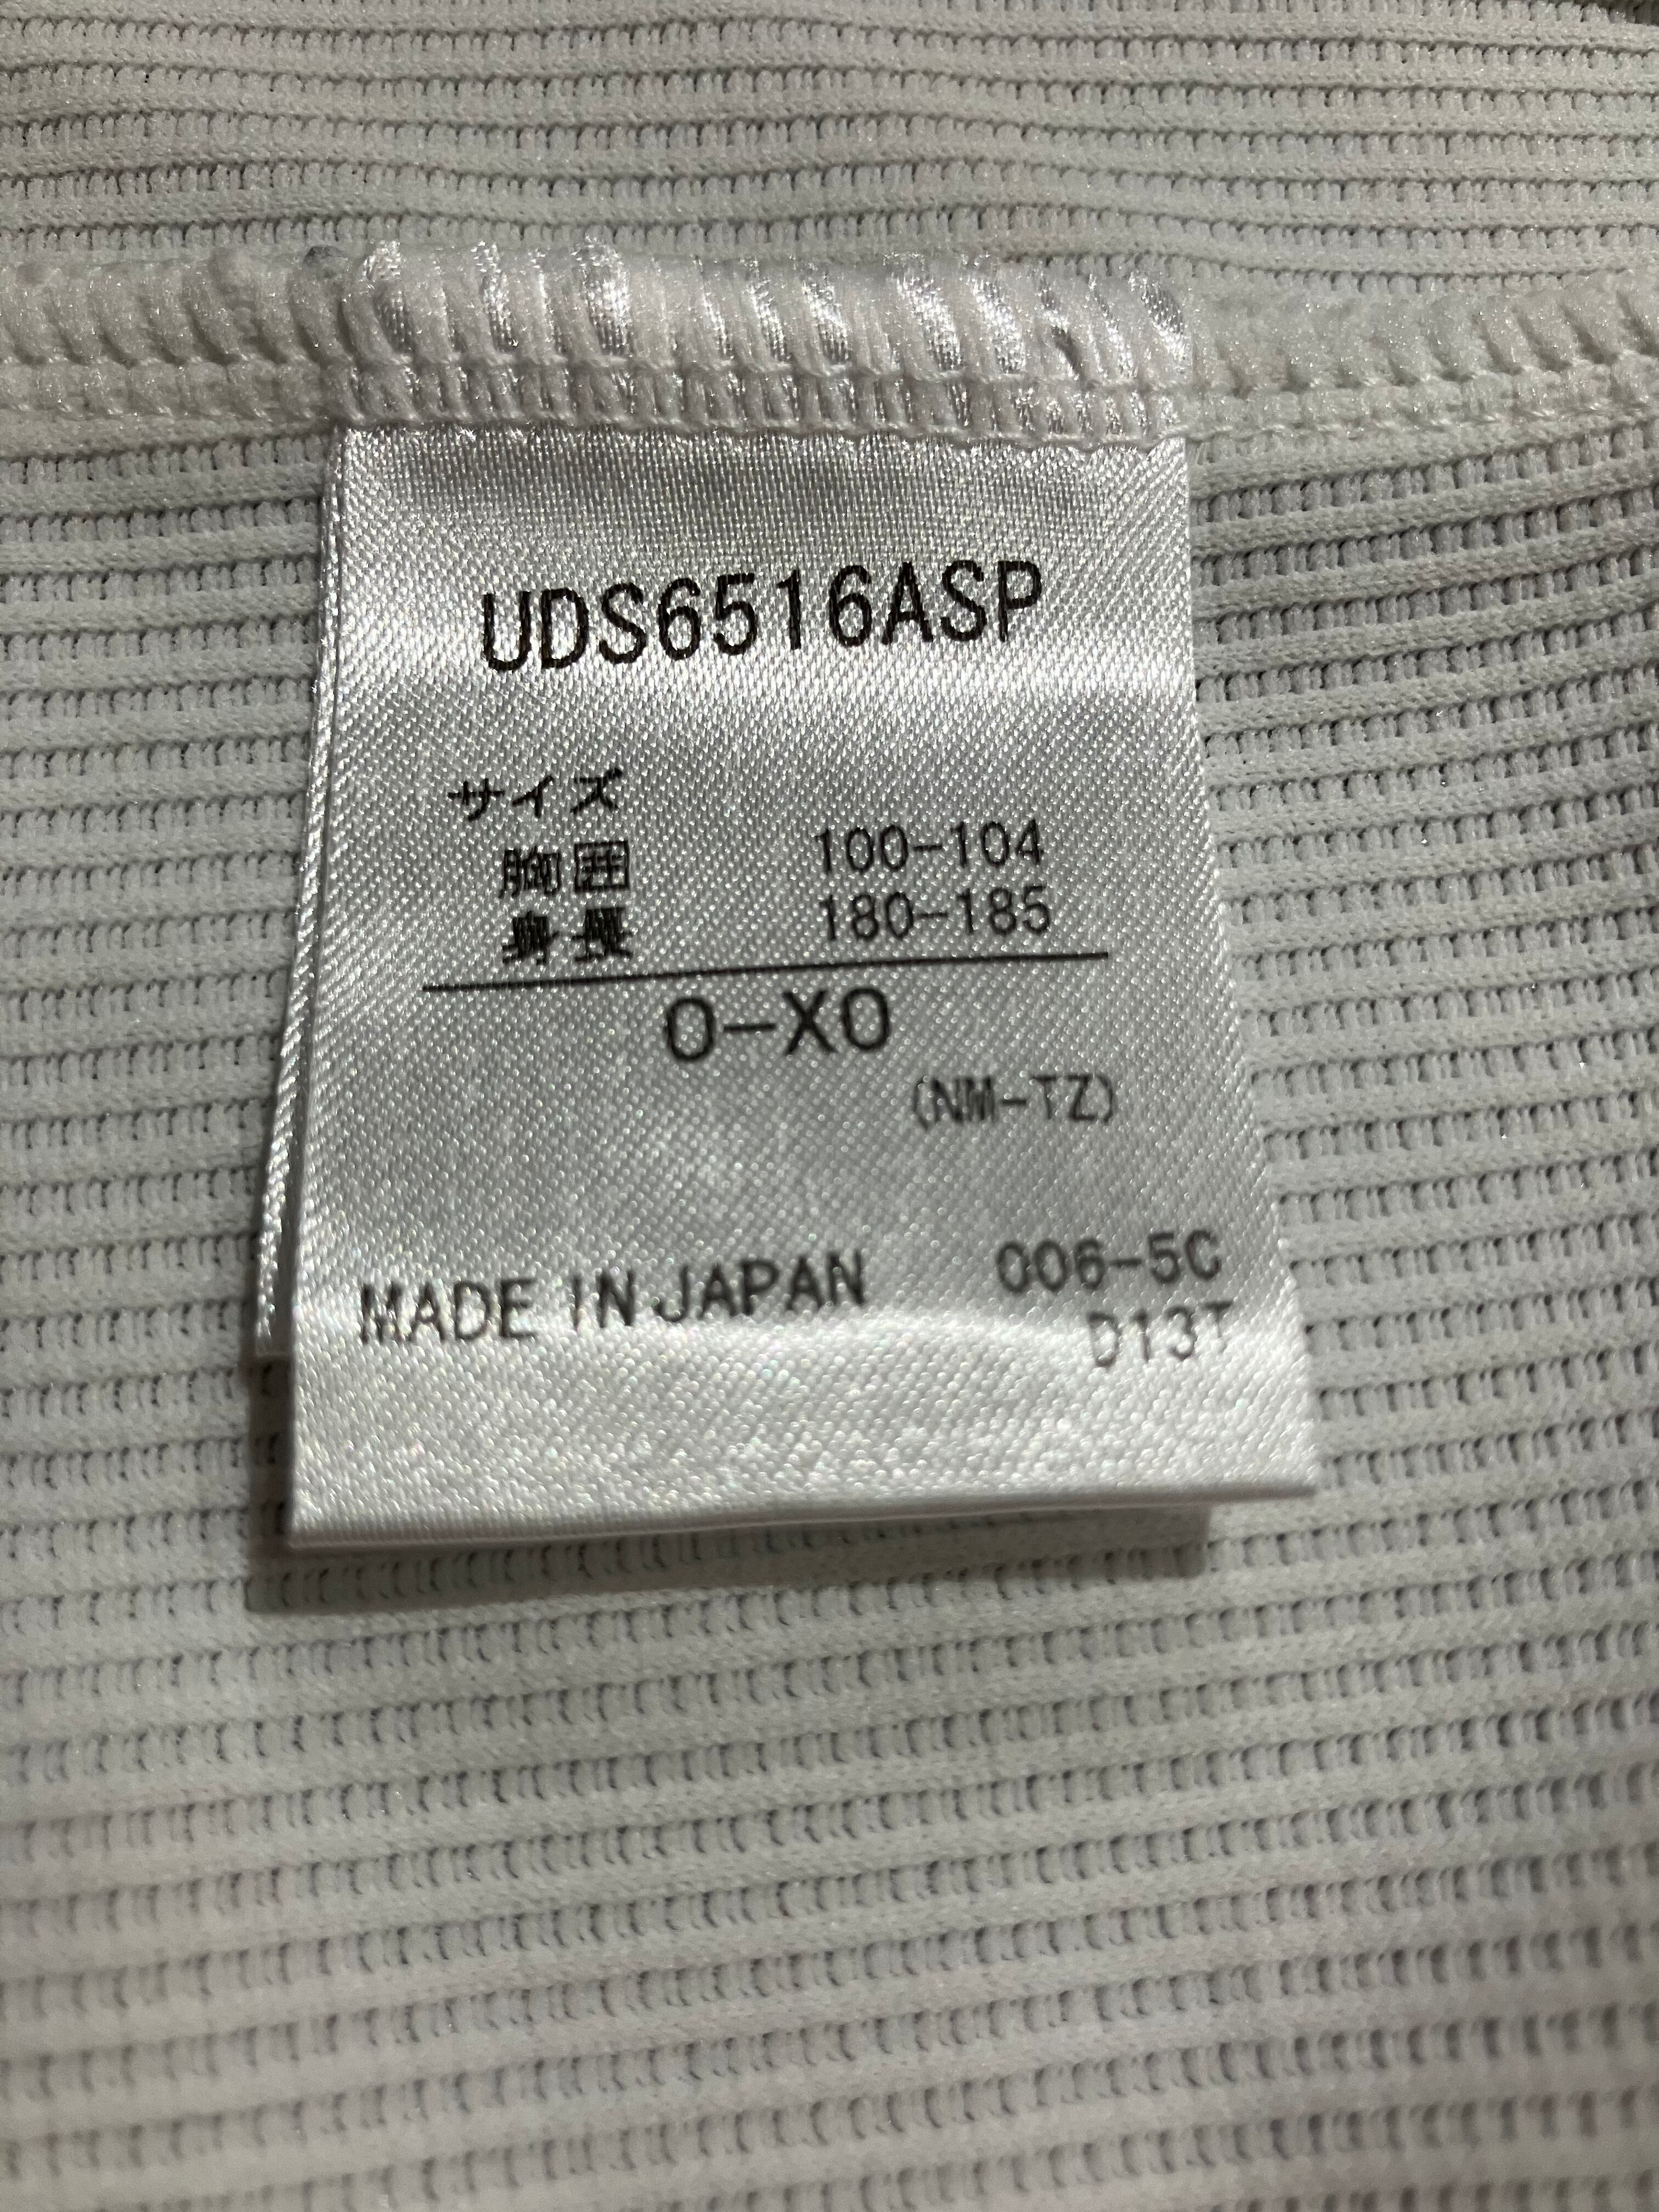 UDS6516ASP
サイズ
胸囲 100-104
身長 180-185
O-XO
(NM-TZ)
MADE IN JAPAN 006-5C
D13T